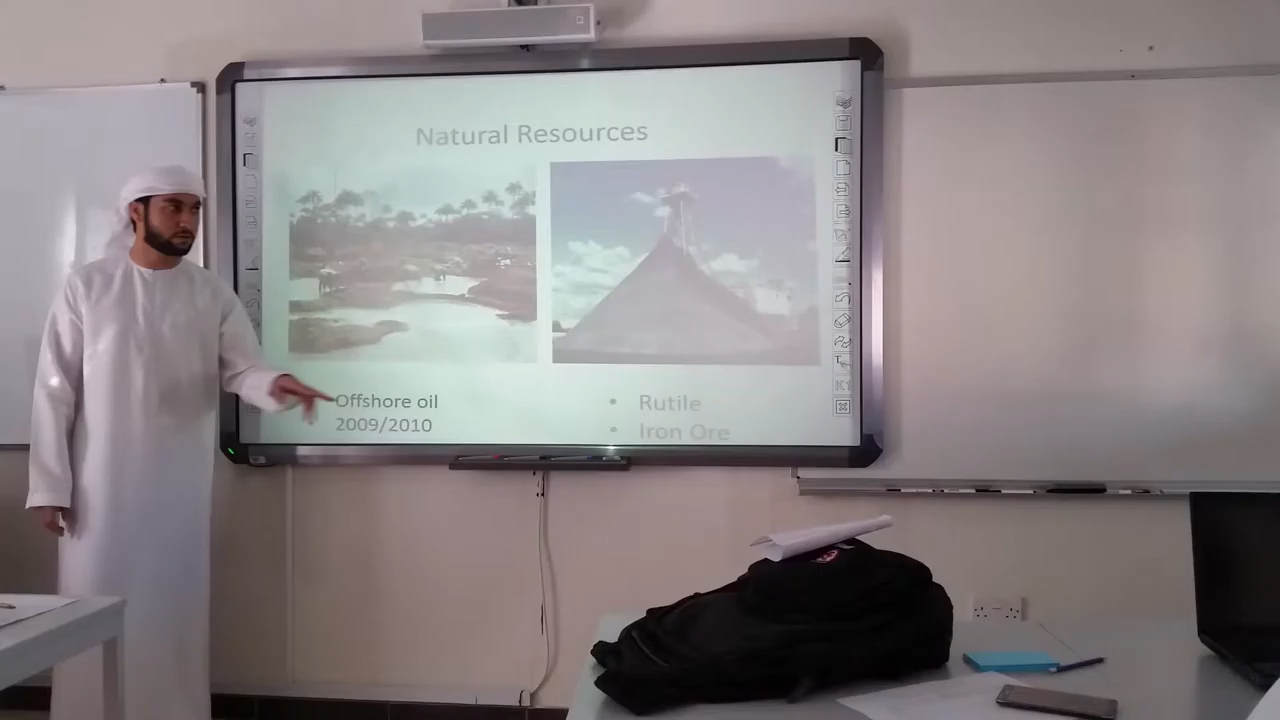 Natural Resources
Offshore oil
2009/2010
• Rutile
• Iron Ore